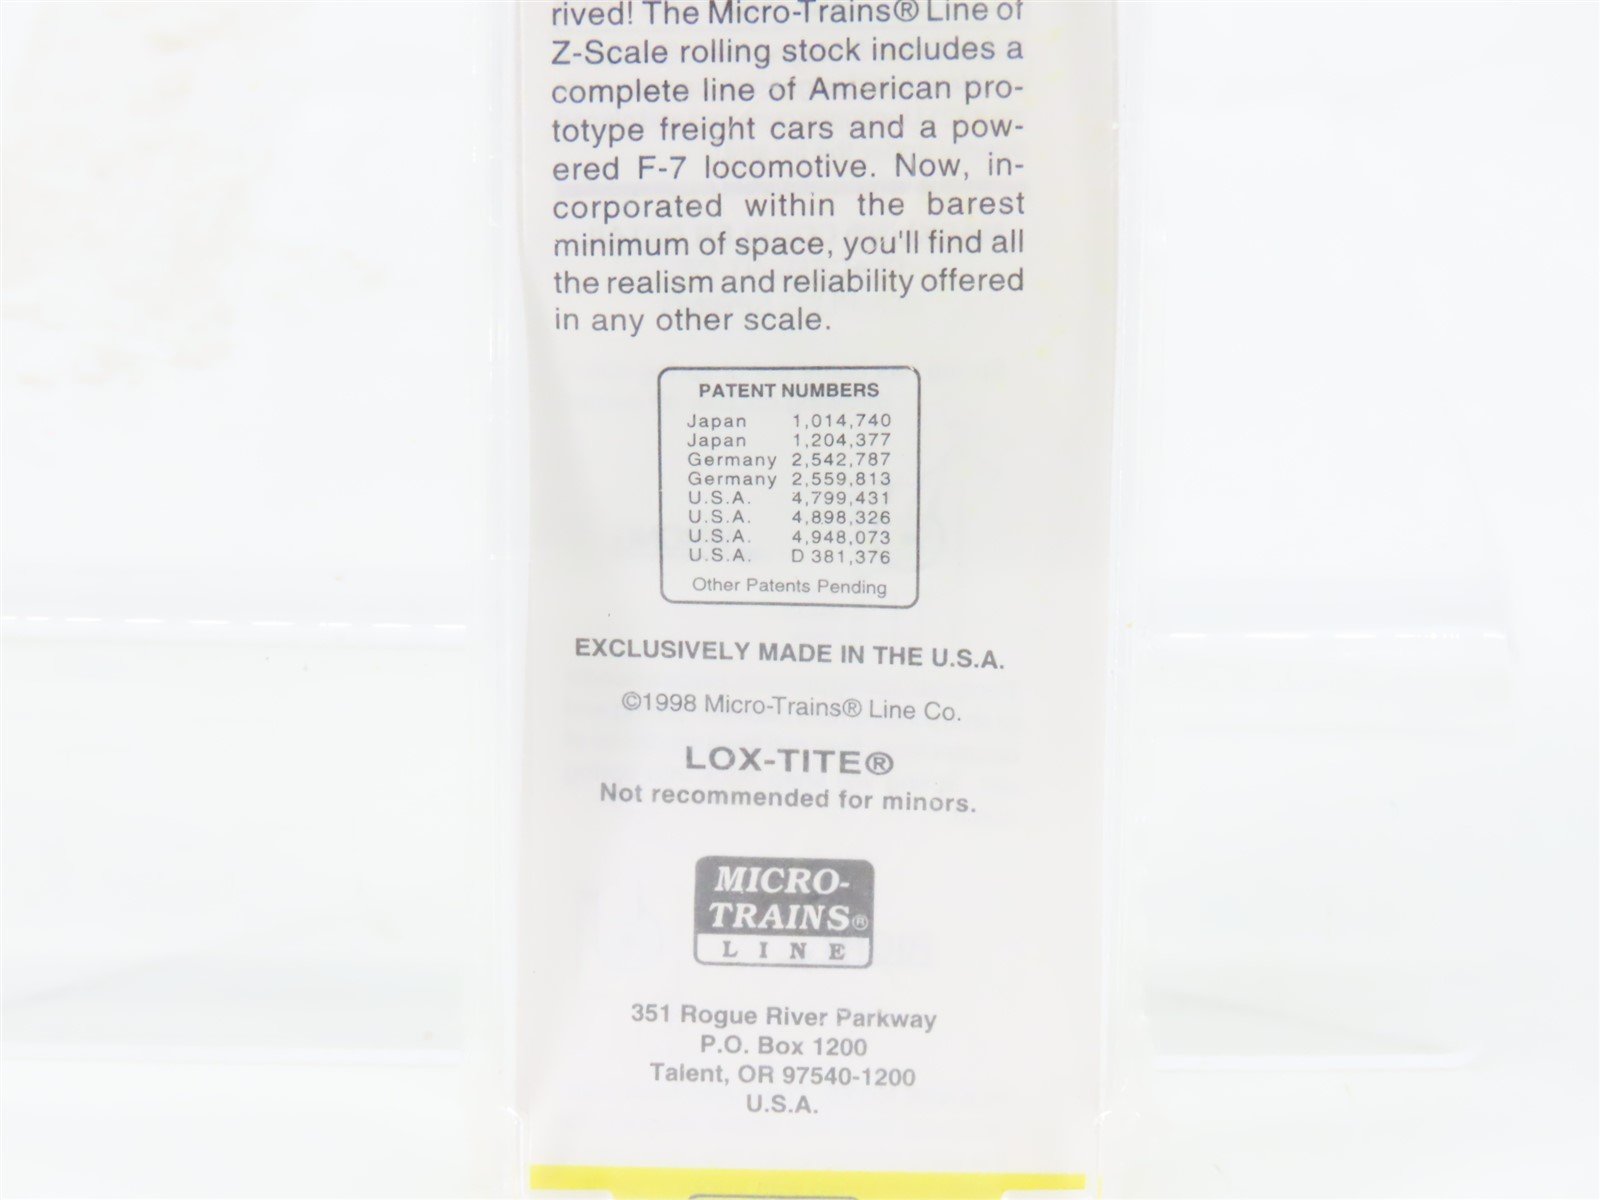 rived! The Micro-Trains® Line of
Z-Scale rolling stock includes a
complete line of American pro-
totype freight cars and a pow-
ered F-7 locomotive. Now, in-
corporated within the barest
minimum of space, you'll find all
the realism and reliability offered
in any other scale.
PATENT NUMBERS
Japan 1,014,740
Japan 1,204,377
Germany 2,542,787
Germany 2,559,813
U.S.A. 4,799,431
U.S.A. 4,898,326
U.S.A. 4,948,073
U.S.A. D 381,376
Other Patents Pending
EXCLUSIVELY MADE IN THE U.S.A.
©1998 Micro-Trains® Line Co.
LOX-TITE®
Not recommended for minors.
MICRO-
TRAINS®
LINE
351 Rogue River Parkway
P.O. Box 1200
Talent, OR 97540-1200
U.S.A.